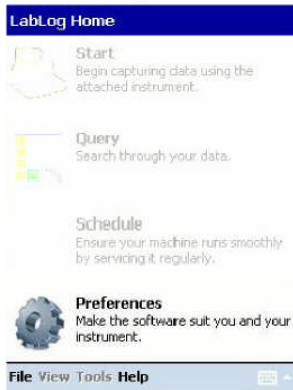 LabLog Home
Start
Begin capturing data using the
attached instrument.
Query
Search through your data.
Schedule
Ensure your machine runs smoothly
by servicing it regularly.
Preferences
Make the software suit you and your
instrument.
File View Tools Help